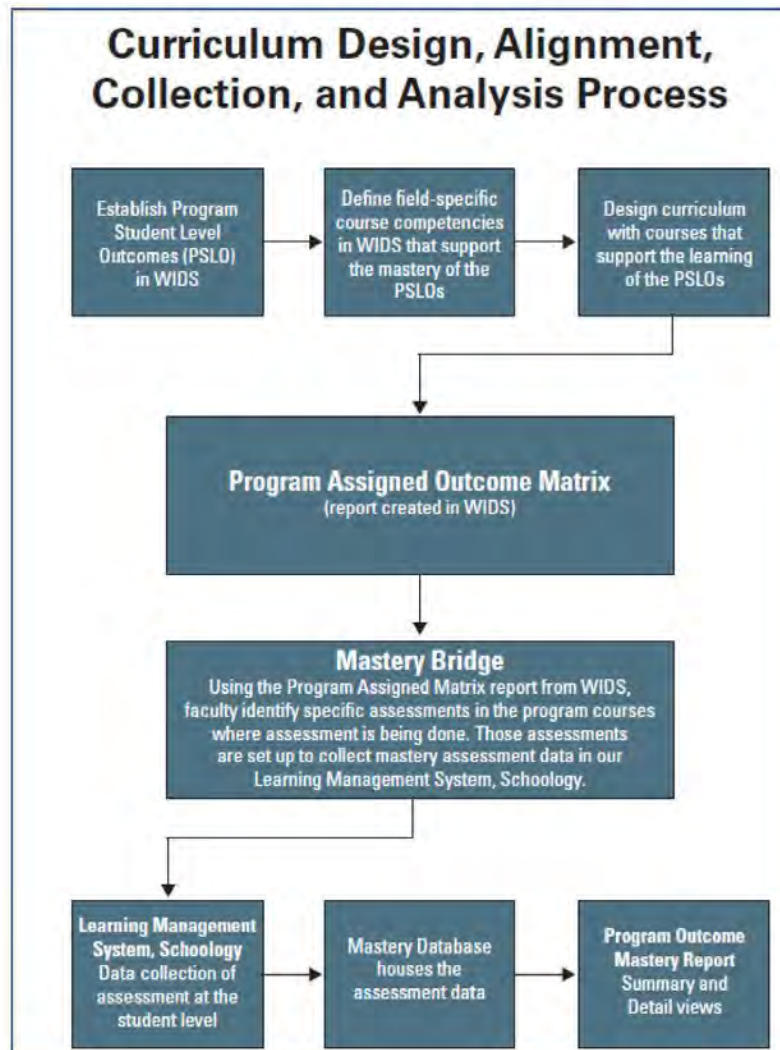 Curriculum Design, Alignment,
Collection, and Analysis Process
Establish Program
Student Level
Outcomes (PSLO)
in WIDS
Define field-specific
course competencies
in WIDS that support
the mastery of the
PSLOs
Design curriculum
with courses that
support the learning
of the PSLOs
Program Assigned Outcome Matrix
(report created in WIDS)
Mastery Bridge
Using the Program Assigned Matrix report from WIDS,
faculty identify specific assessments in the program courses
where assessment is being done. Those assessments
are set up to collect mastery assessment data in our
Learning Management System, Schoology.
Learning Management
System, Schoology
Data collection of
assessment at the
student level
Mastery Database
houses the
assessment data
Program Outcome
Mastery Report
Summary and
Detail views